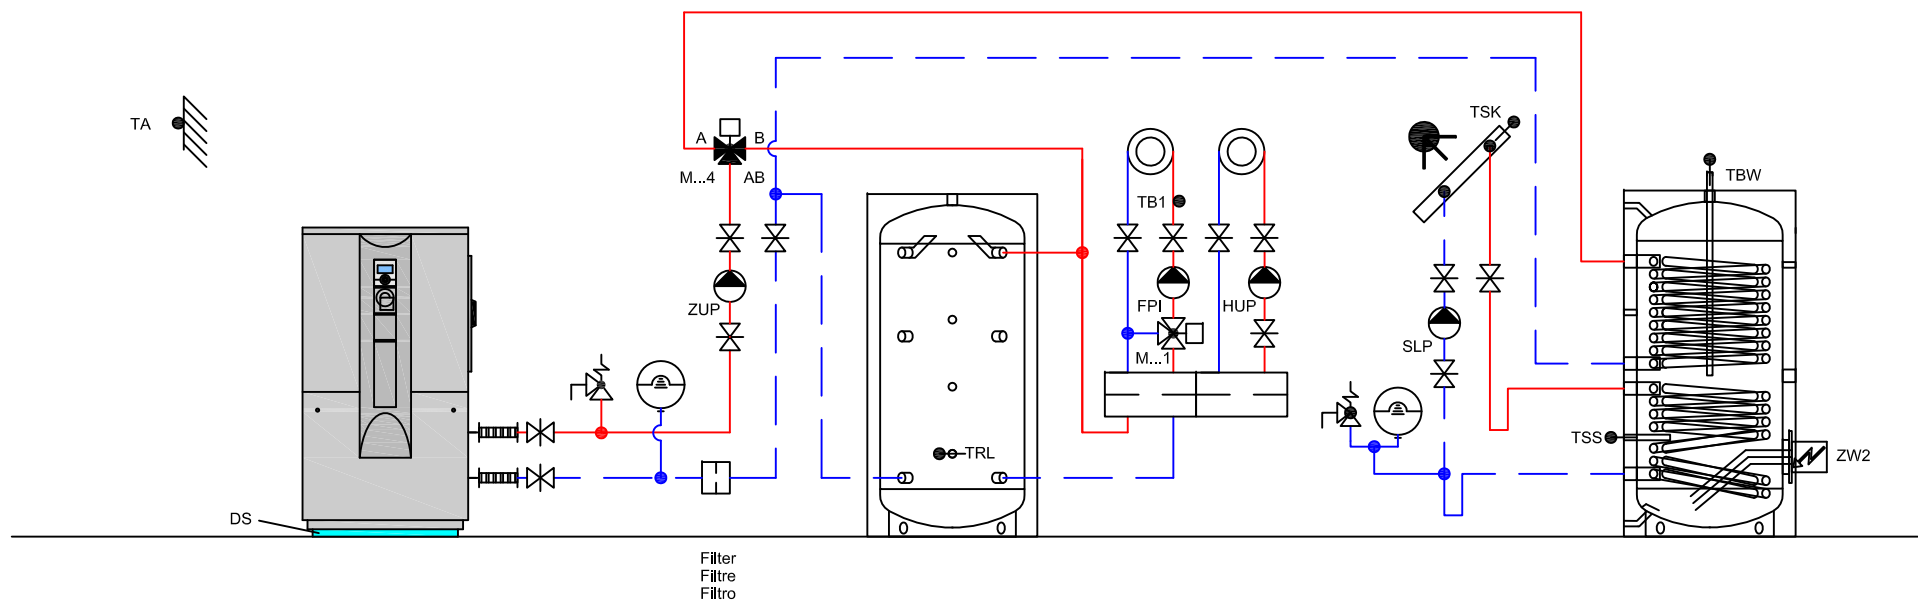 TA
A
B
M...4
AB
ZUP
TB1
FPI
HUP
M...1
TSK
SLP
TBW
TSS
ZW2
TRL
DS
Filter
Filtre
Filtro